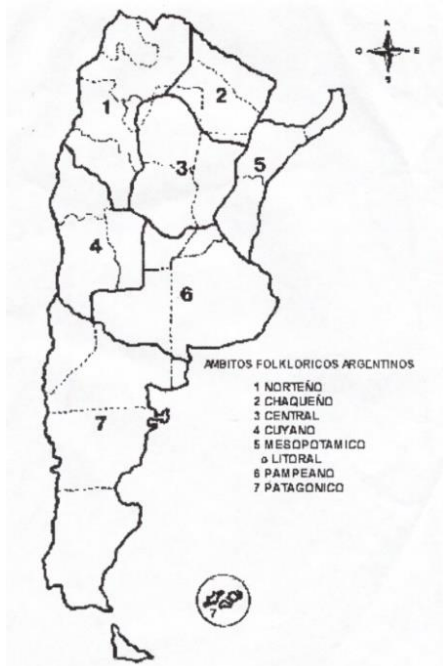 N
O E
S
1
2
3
5
4
6
7
AMBITOS FOLKLORICOS ARGENTINOS
1 NORTEÑO
2 CHAQUEÑO
3 CENTRAL
4 CUYANO
5 MESOPOTAMICO
o LITORAL
6 PAMPEANO
7 PATAGONICO
7